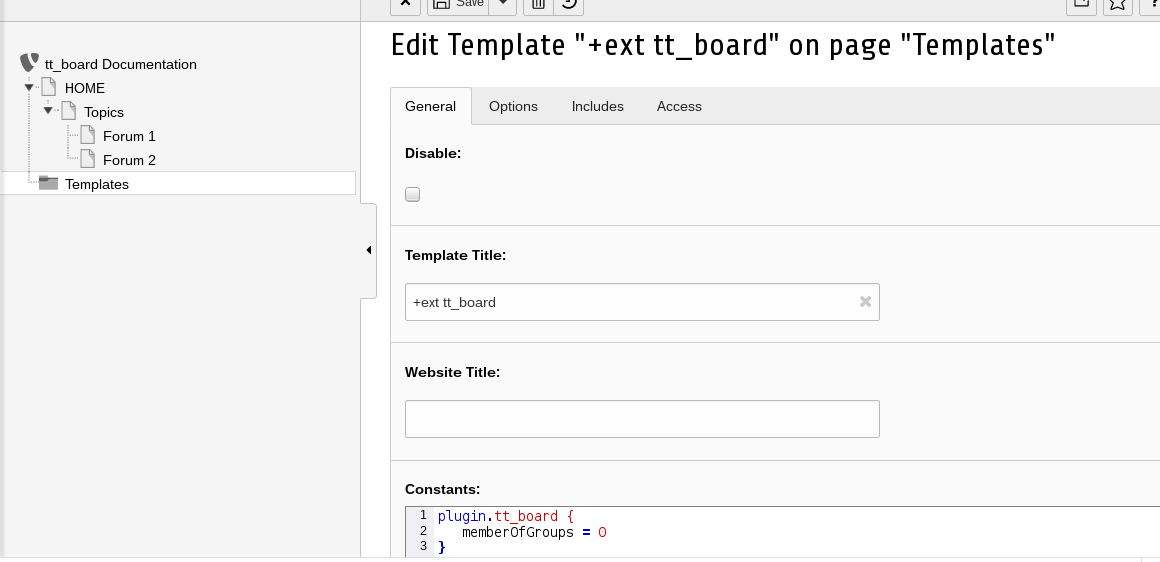 Save
?
tt_board Documentation
HOME
Topics
Forum 1
Forum 2
Templates
Edit Template "+ext tt_board" on page "Templates"
General Options Includes Access
Disable:
Template Title:
+ext tt_board
Website Title:
Constants:
1 plugin.tt_board {
2 memberOfGroups = 0
3 }